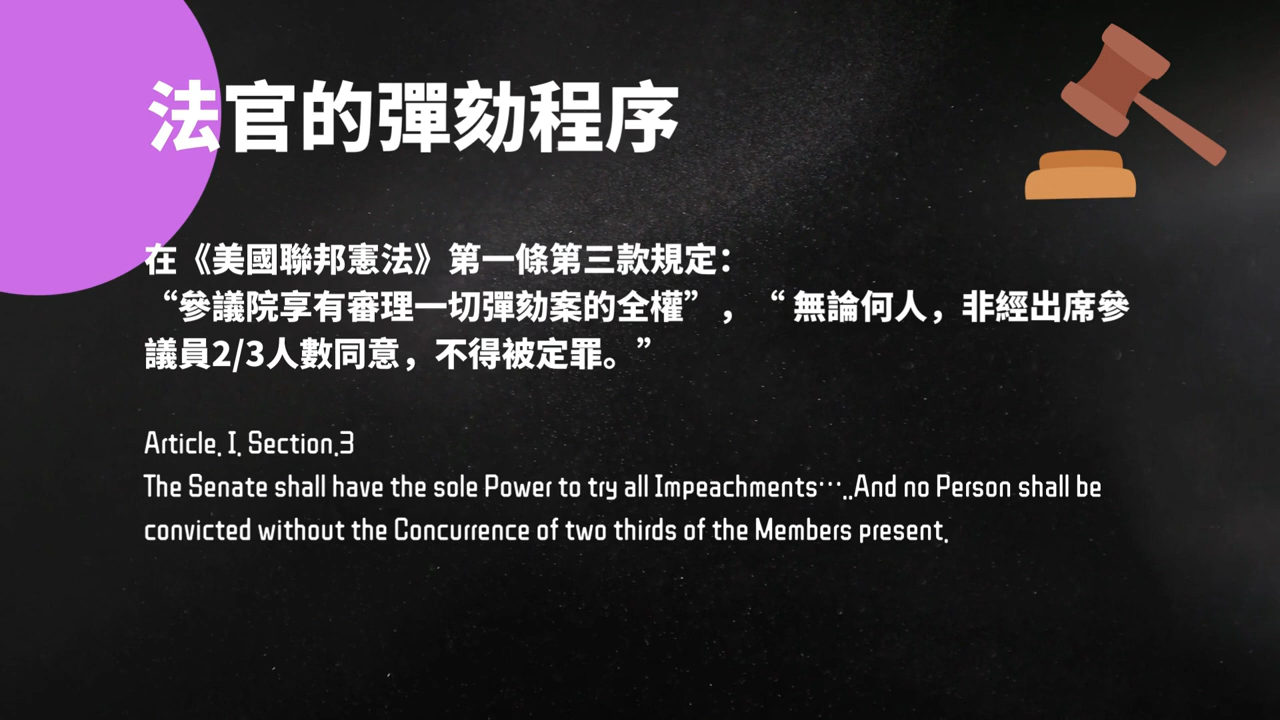 法官的彈劾程序
在《美國聯邦憲法》第一條第三款規定：
“參議院享有審理一切彈劾案的全權”，“ 無論何人，非經出席參
議員2/3人數同意，不得被定罪。”
Article. I. Section.3
The Senate shall have the sole Power to try all Impeachments⋯..And no Person shall be
convicted without the Concurrence of two thirds of the Members present.